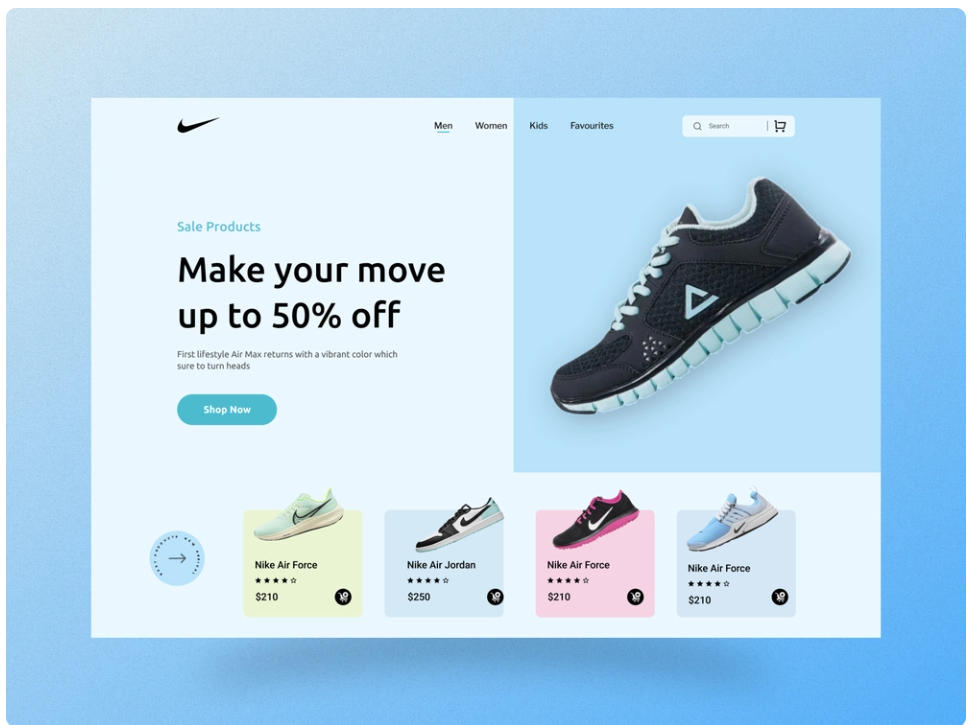 Men Women Kids Favourites
Search
Sale Products
Make your move
up to 50% off
First lifestyle Air Max returns with a vibrant color which
sure to turn heads
Shop Now
Nike Air Force
$210
Nike Air Jordan
$250
Nike Air Force
$210
Nike Air Force
$210